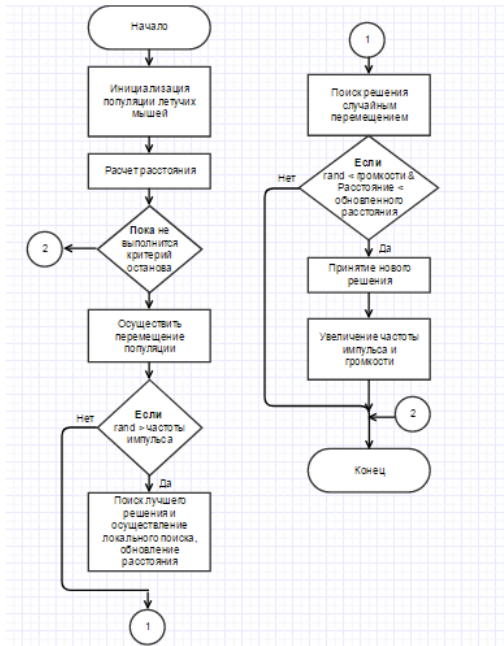 Начало
Инициализация
популяции летучих
мышей
Расчет расстояния
Пока не
выполнится
критерий
останова
2
Осуществить
перемещение
популяции
Если
rand > частоты
импульса
Нет
Да
Поиск лучшего
решения и
осуществление
локального поиска,
обновление
расстояния
1
1
Поиск решения
случайным
перемещением
Если
rand < громкости &
Расстояние <
обновленного
расстояния
Нет
Да
Принятие нового
решения
Увеличение частоты
импульса и
громкости
2
Конец